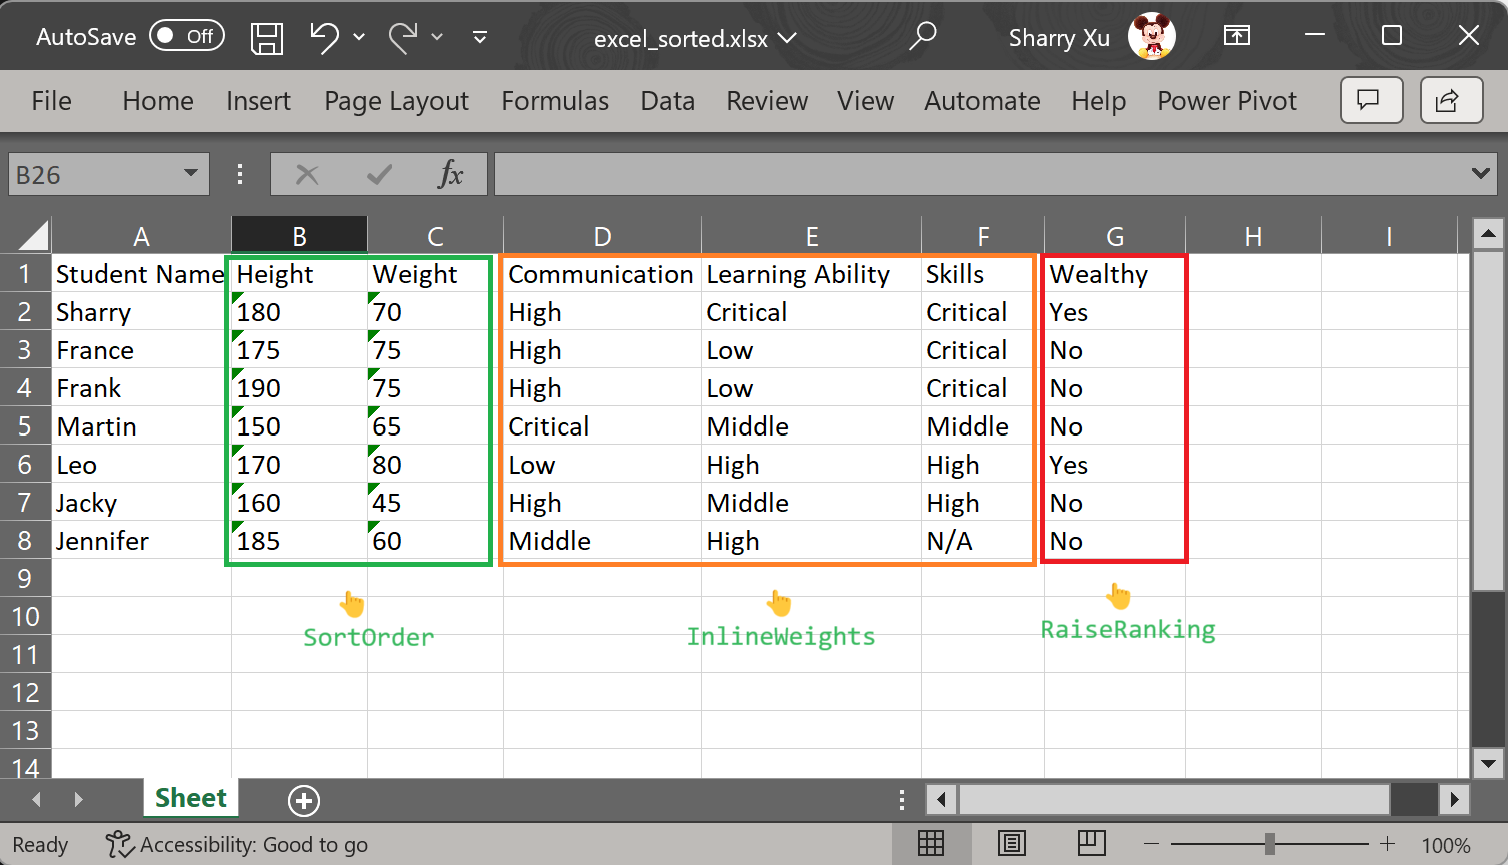 AutoSave Off excel_sorted.xlsx Sharry Xu
File Home Insert Page Layout Formulas Data Review View Automate Help Power Pivot
B26 fx
A B C D E F G H I
1 Student Name Height Weight Communication Learning Ability Skills Wealthy
2 Sharry 180 70 High Critical Critical Yes
3 France 175 75 High Low Critical No
4 Frank 190 75 High Low Critical No
5 Martin 150 65 Critical Middle Middle No
6 Leo 170 80 Low High High Yes
7 Jacky 160 45 High Middle High No
8 Jennifer 185 60 Middle High N/A No
9
10 SortOrder InlineWeights RaiseRanking
11
12
13
14
Sheet
Ready Accessibility: Good to go 100%